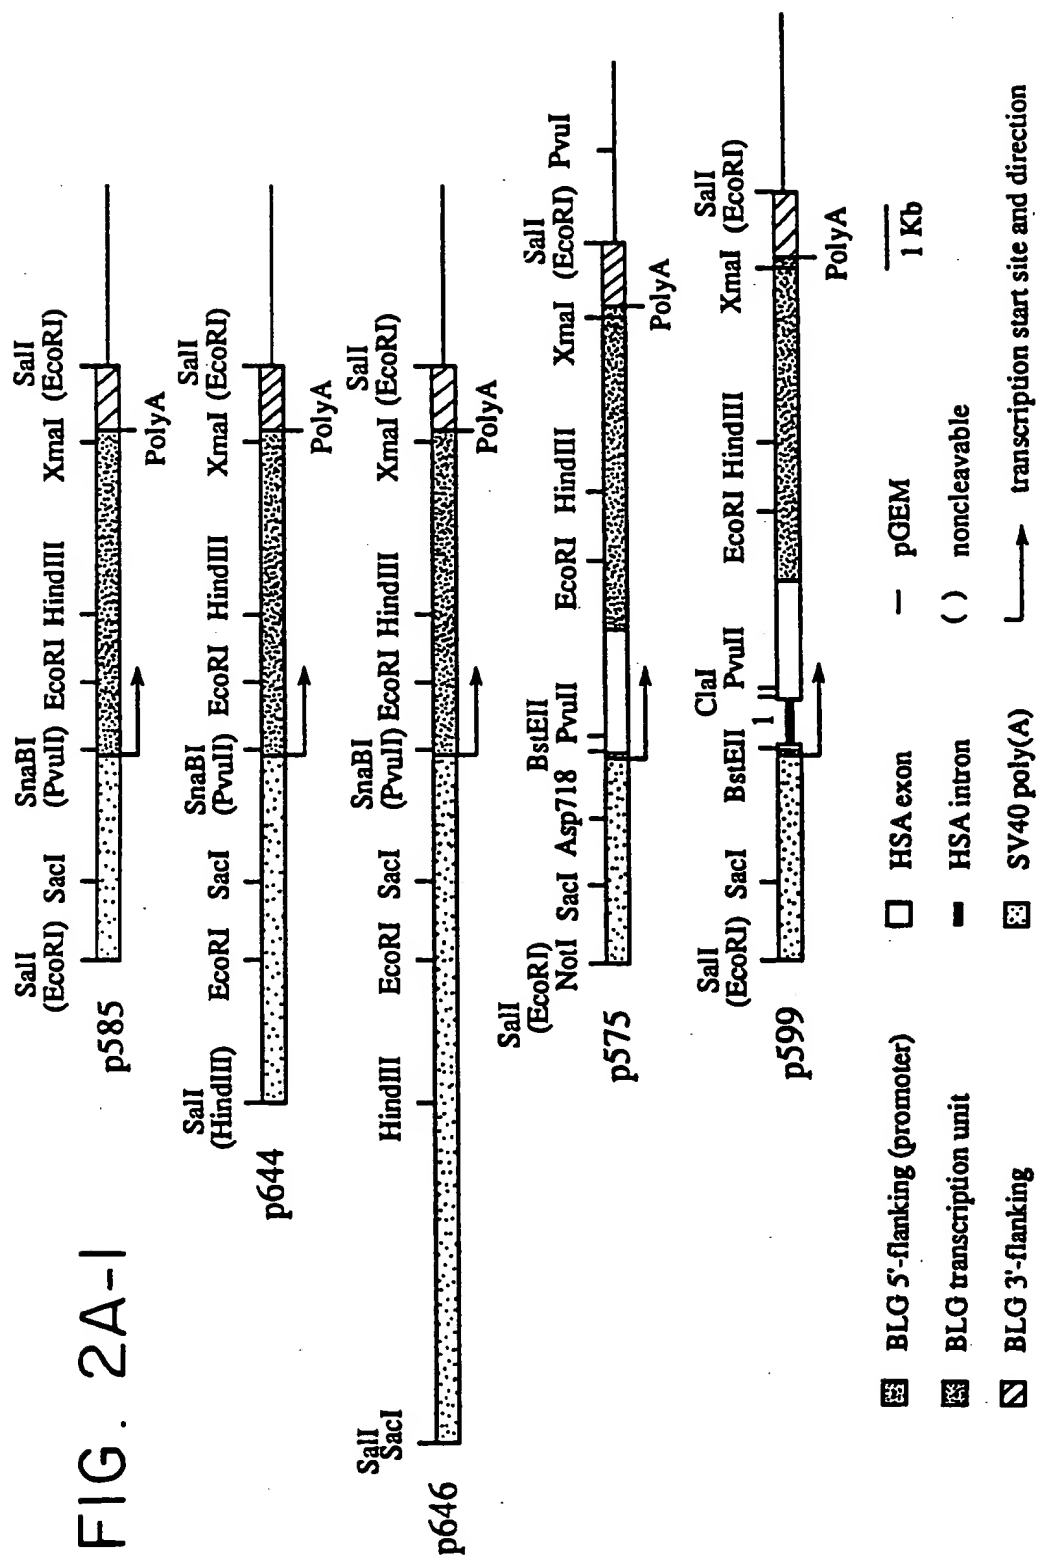 FIG. 2A-1
SalI
(EcoRI) SacI
SnaBI
(PvuII) EcoRI HindIII
XmaI
SalI
(EcoRI)
p585
PolyA
SalI
(HindIII)
EcoRI SacI
SnaBI
(PvuII)
EcoRI HindIII
XmaI
SalI
(EcoRI)
p644
PolyA
SalI
SacI
HindIII
EcoRI SacI
SnaBI
(PvuII)
EcoRI HindIII
XmaI
SalI
(EcoRI)
p646
PolyA
SalI
(EcoRI)
NotI SacI Asp718
BstEII
PvuII
EcoRI HindIII
XmaI
SalI
(EcoRI) PvuI
p575
PolyA
SalI
(EcoRI) SacI
BstEII
1
ClaI
PvuII
EcoRI HindIII
XmaI
SalI
(EcoRI)
p599
PolyA
BLG 5'-flanking (promoter)
HSA exon
pGEM
1 Kb
BLG transcription unit
HSA intron
( ) noncleavable
BLG 3'-flanking
SV40 poly(A)
transcription start site and direction